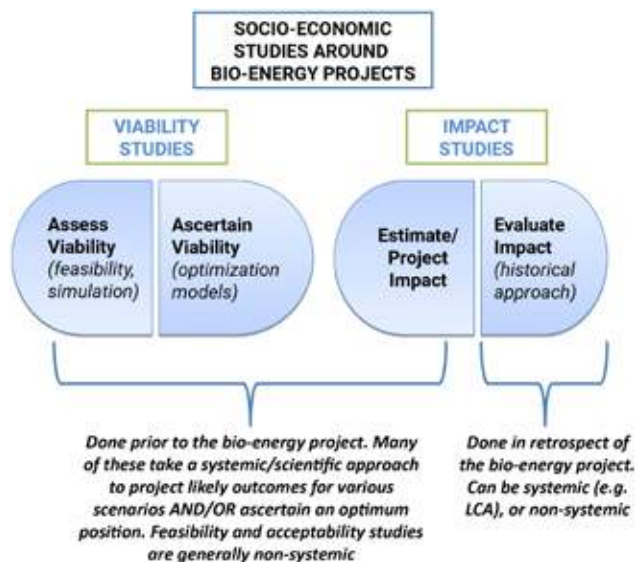 SOCIO-ECONOMIC
STUDIES AROUND
BIO-ENERGY PROJECTS
VIABILITY
STUDIES
IMPACT
STUDIES
Assess
Viability
(feasibility,
simulation)
Ascertain
Viability
(optimization
models)
Estimate/
Project
Impact
Evaluate
Impact
(historical
approach)
Done prior to the bio-energy project. Many
of these take a systemic/scientific approach
to project likely outcomes for various
scenarios AND/OR ascertain an optimum
position. Feasibility and acceptability studies
are generally non-systemic
Done in retrospect of
the bio-energy project.
Can be systemic (e.g.
LCA), or non-systemic